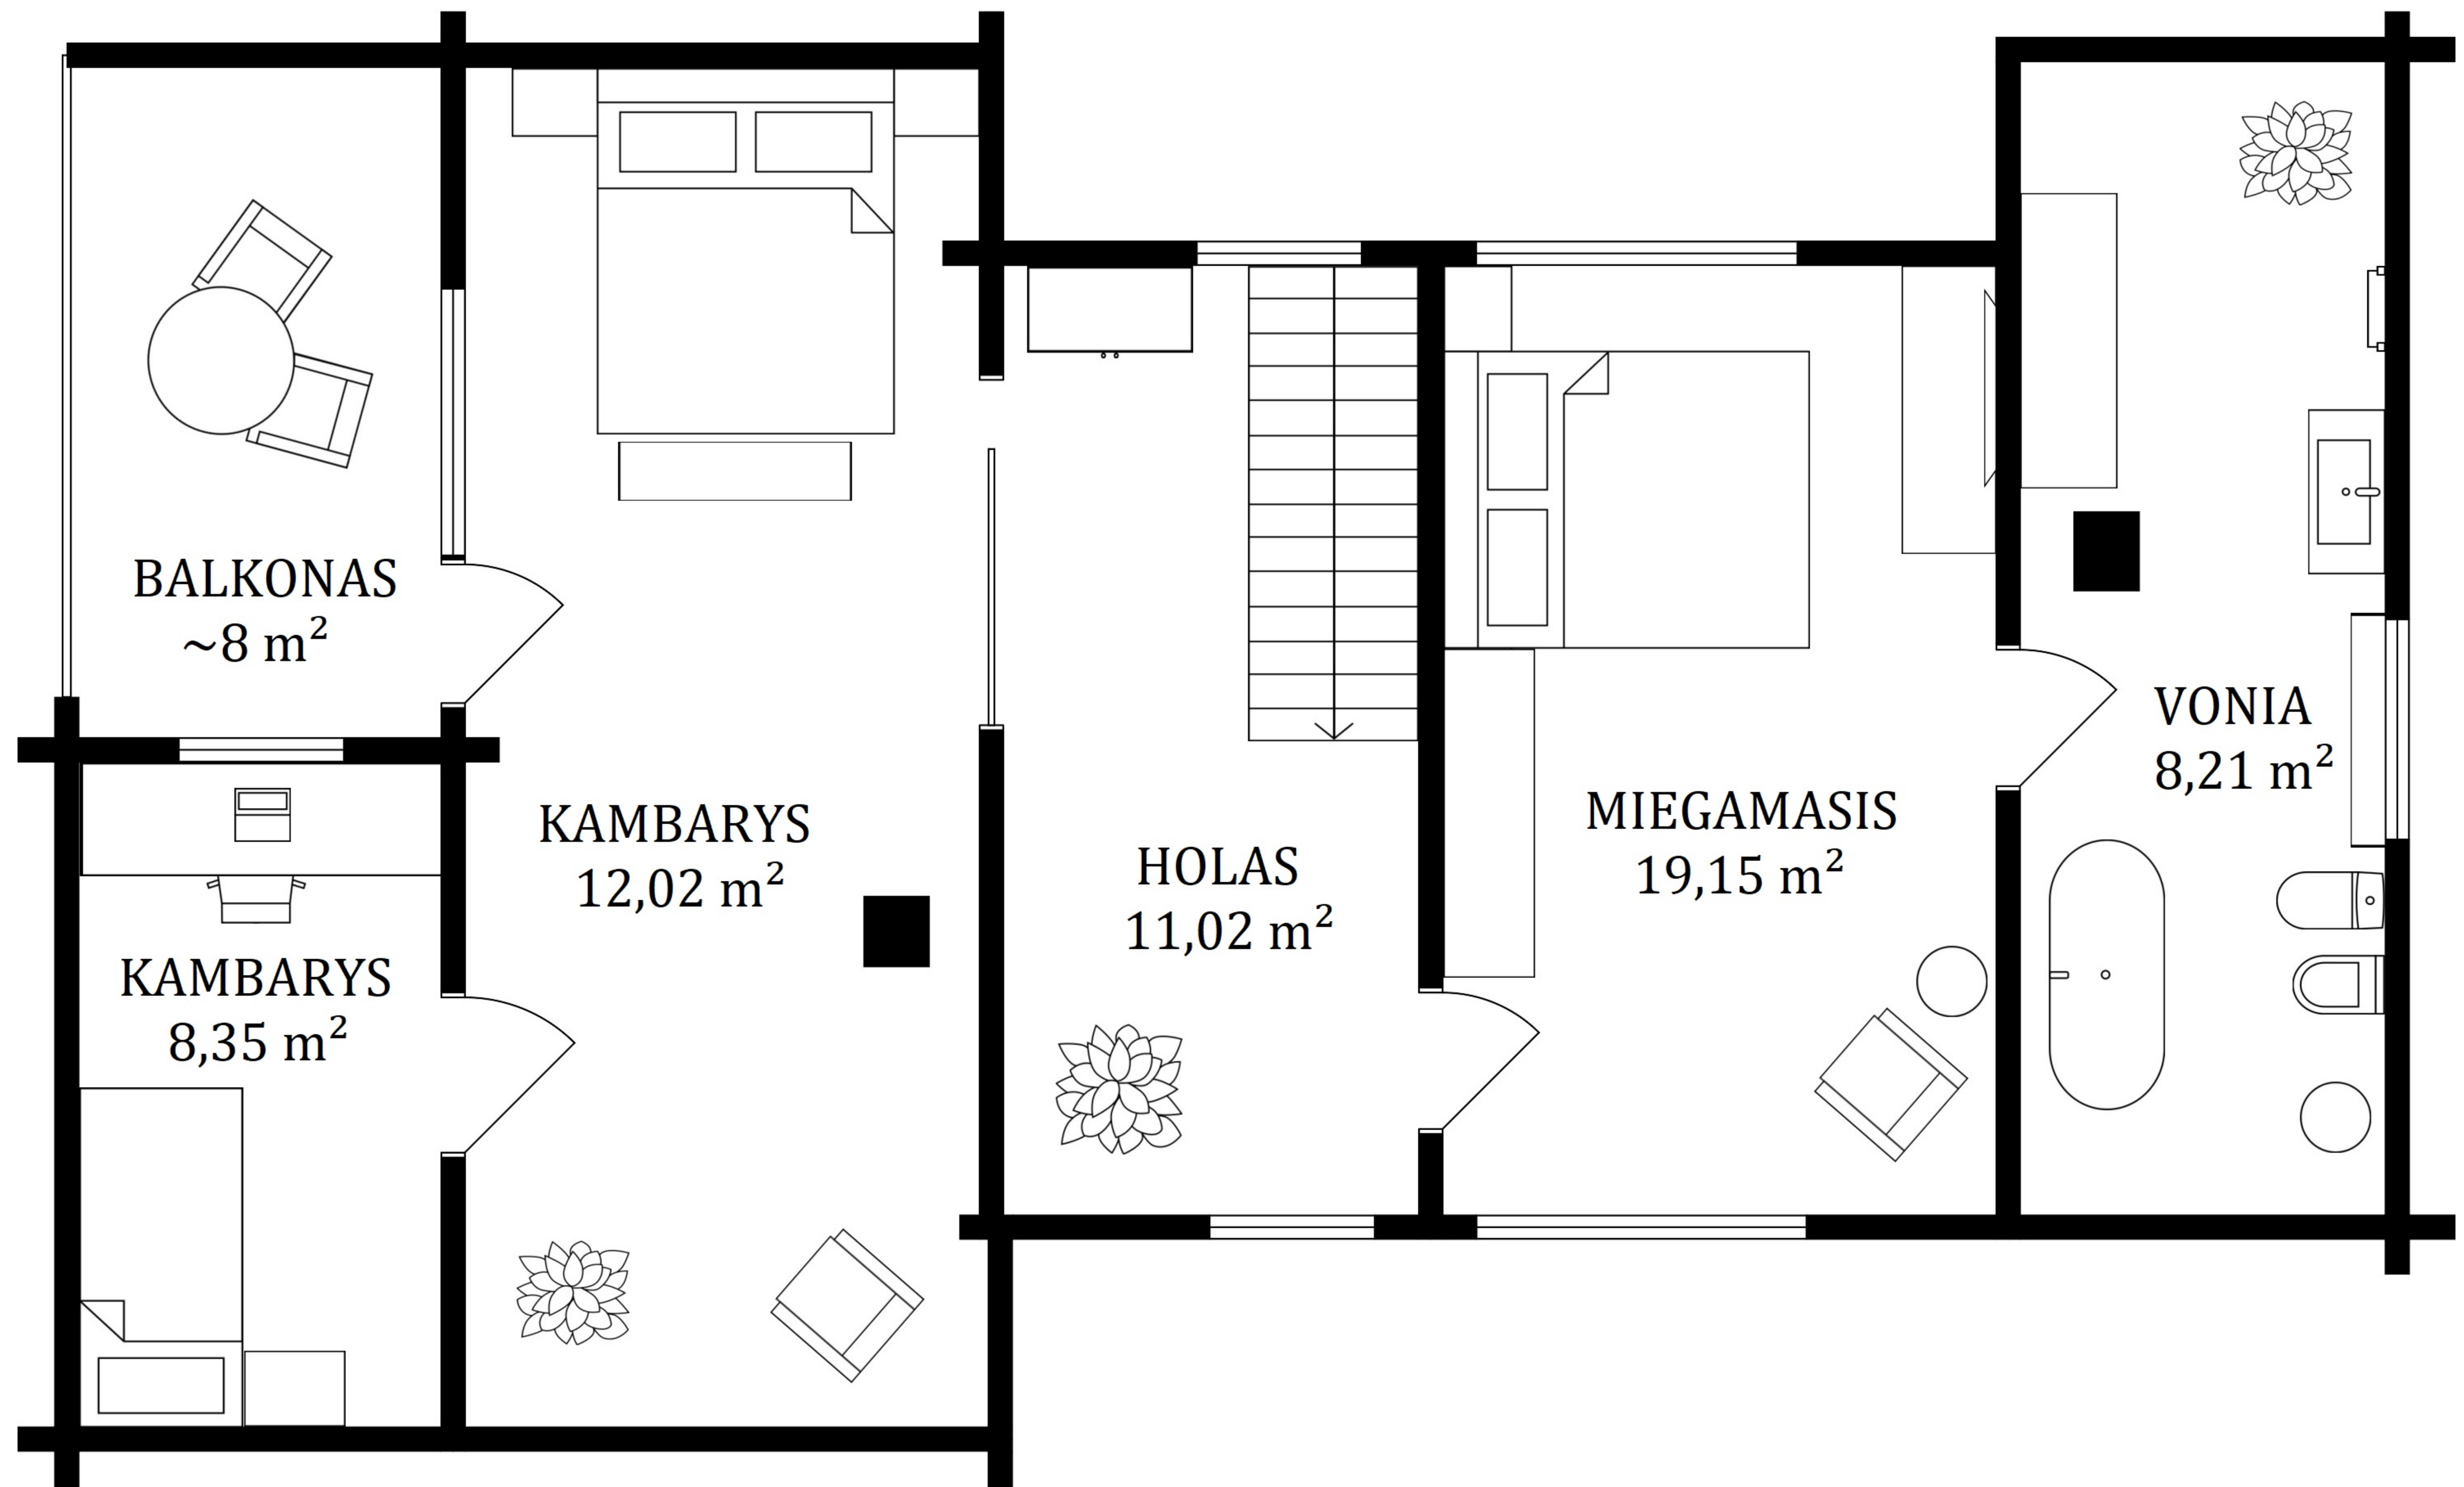 BALKONAS
~8 m²
KAMBARYS
12,02 m²
KAMBARYS
8,35 m²
HOLAS
11,02 m²
MIEGAMASIS
19,15 m²
VONIA
8,21 m²